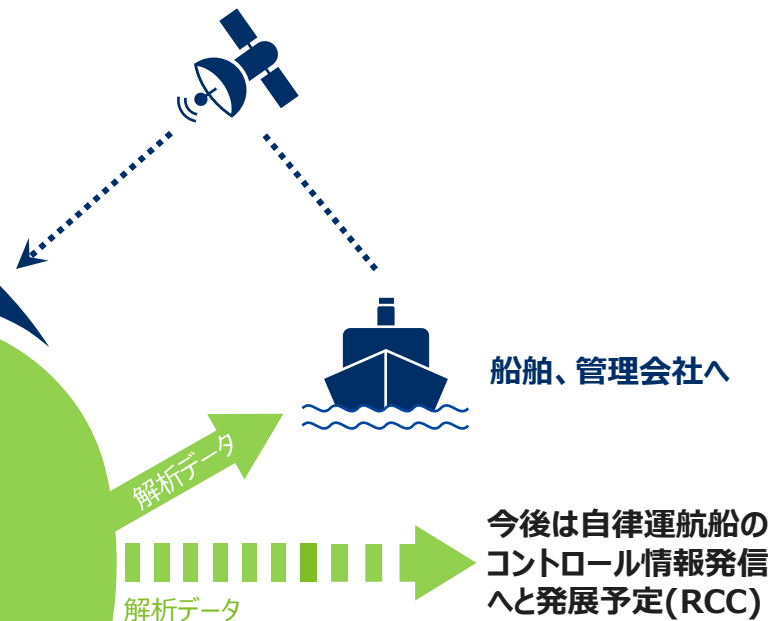 船舶、管理会社へ
解析データ
今後は自律運航船の
コントロール情報発信
へと発展予定(RCC)
解析データ